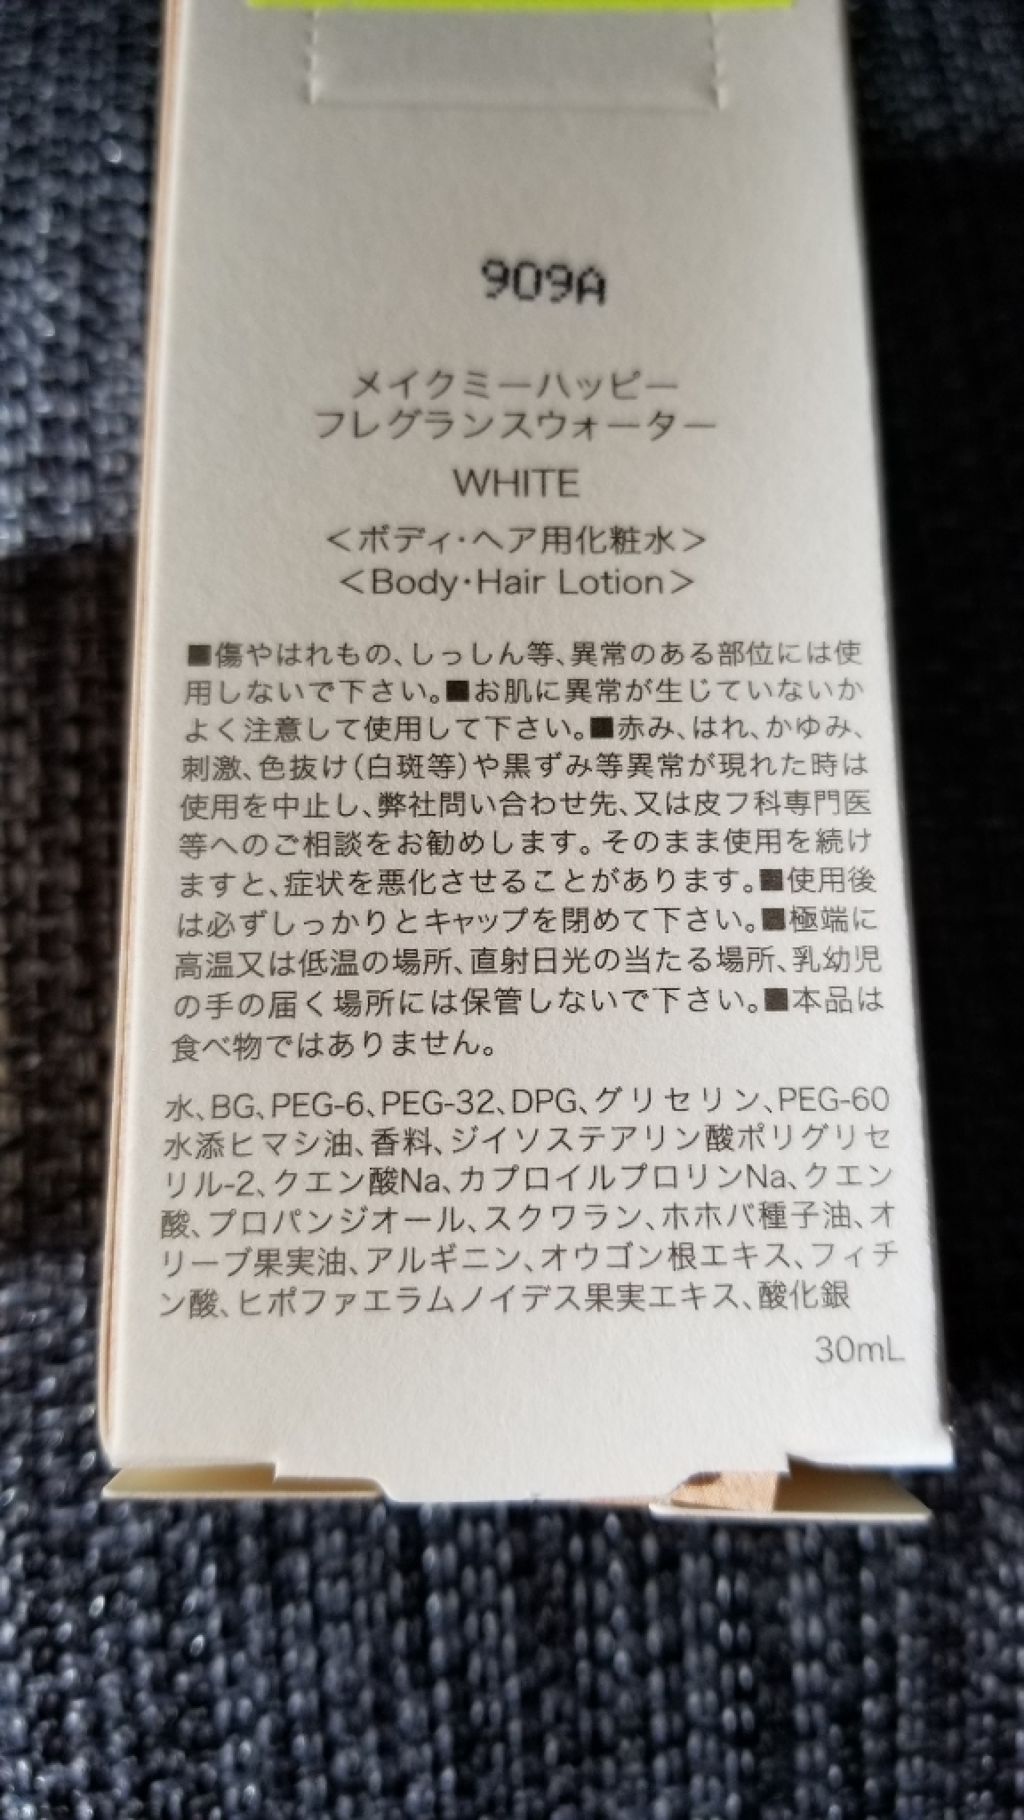 909A
メイクミーハッピー
フレグランスウォーター
WHITE
＜ボディ・ヘア用化粧水＞
＜Body・Hair Lotion＞
■傷やはれもの、しっしん等、異常のある部位には使
用しないで下さい。■お肌に異常が生じていないか
よく注意して使用して下さい。■赤み、はれ、かゆみ、
刺激、色抜け(白斑等)や黒ずみ等異常が現れた時は
使用を中止し、弊社問い合わせ先、又は皮フ科専門医
等へのご相談をお勧めします。そのまま使用を続け
ますと、症状を悪化させることがあります。■使用後
は必ずしっかりとキャップを閉めて下さい。■極端に
高温又は低温の場所、直射日光の当たる場所、乳幼児
の手の届く場所には保管しないで下さい。■本品は
食べ物ではありません。
水、BG、PEG-6、PEG-32、DPG、グリセリン、PEG-60
水添ヒマシ油、香料、ジイソステアリン酸ポリグリセ
リル-2、クエン酸Na、カプロイルプロリンNa、クエン
酸、プロパンジオール、スクワラン、ホホバ種子油、オ
リーブ果実油、アルギニン、オウゴン根エキス、フィチ
ン酸、ヒポファエラムノイデス果実エキス、酸化銀
30mL